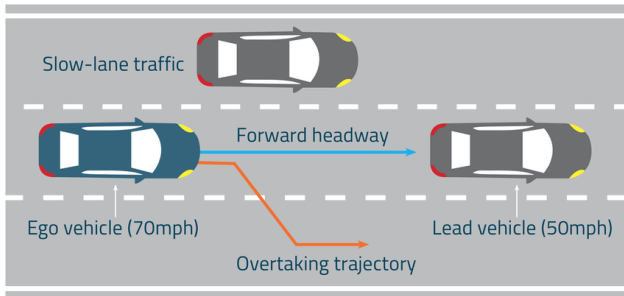 Slow-lane traffic
Forward headway
Ego vehicle (70mph)
Lead vehicle (50mph)
Overtaking trajectory